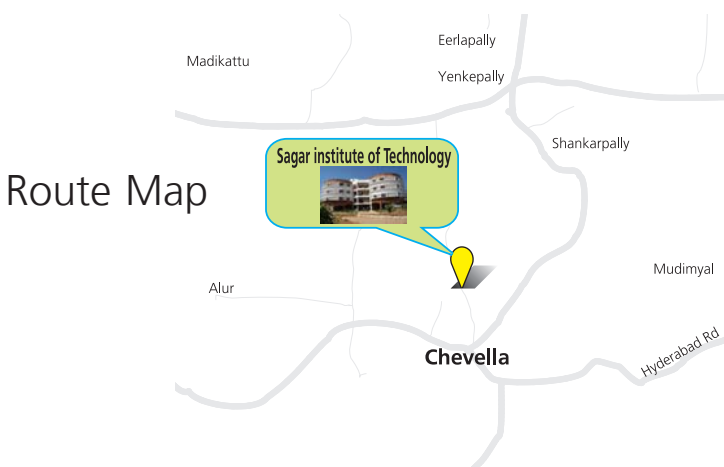 Eerlapally
Madikattu
Yenkepally
Shankarpally
Sagar institute of Technology
Route Map
Mudimyal
Alur
Hyderabad Rd
Chevella